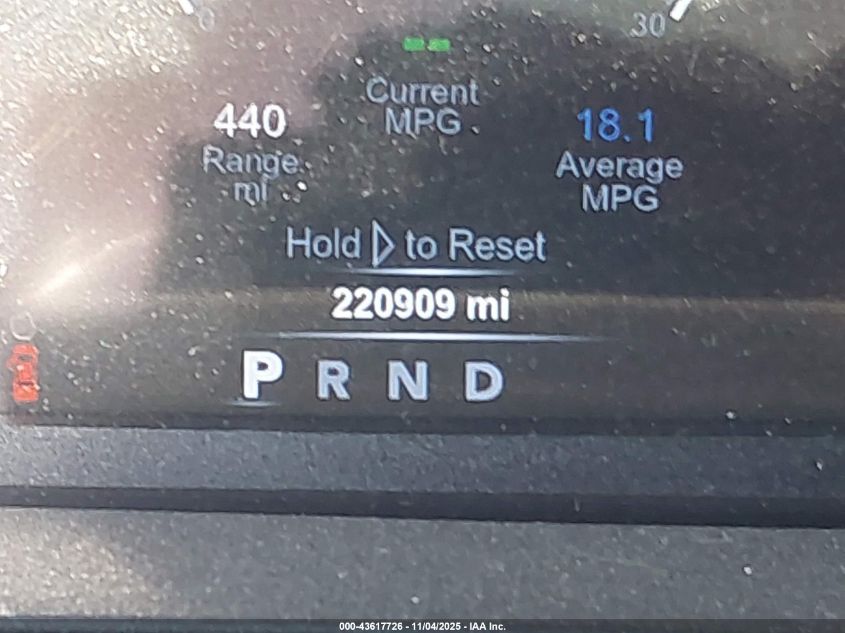 0
30
--
Current
MPG
440
Range
mi
18.1
Average
MPG
Hold ▷ to Reset
220909 mi
P R N D
000-43617726 - 11/04/2025 - IAA Inc.